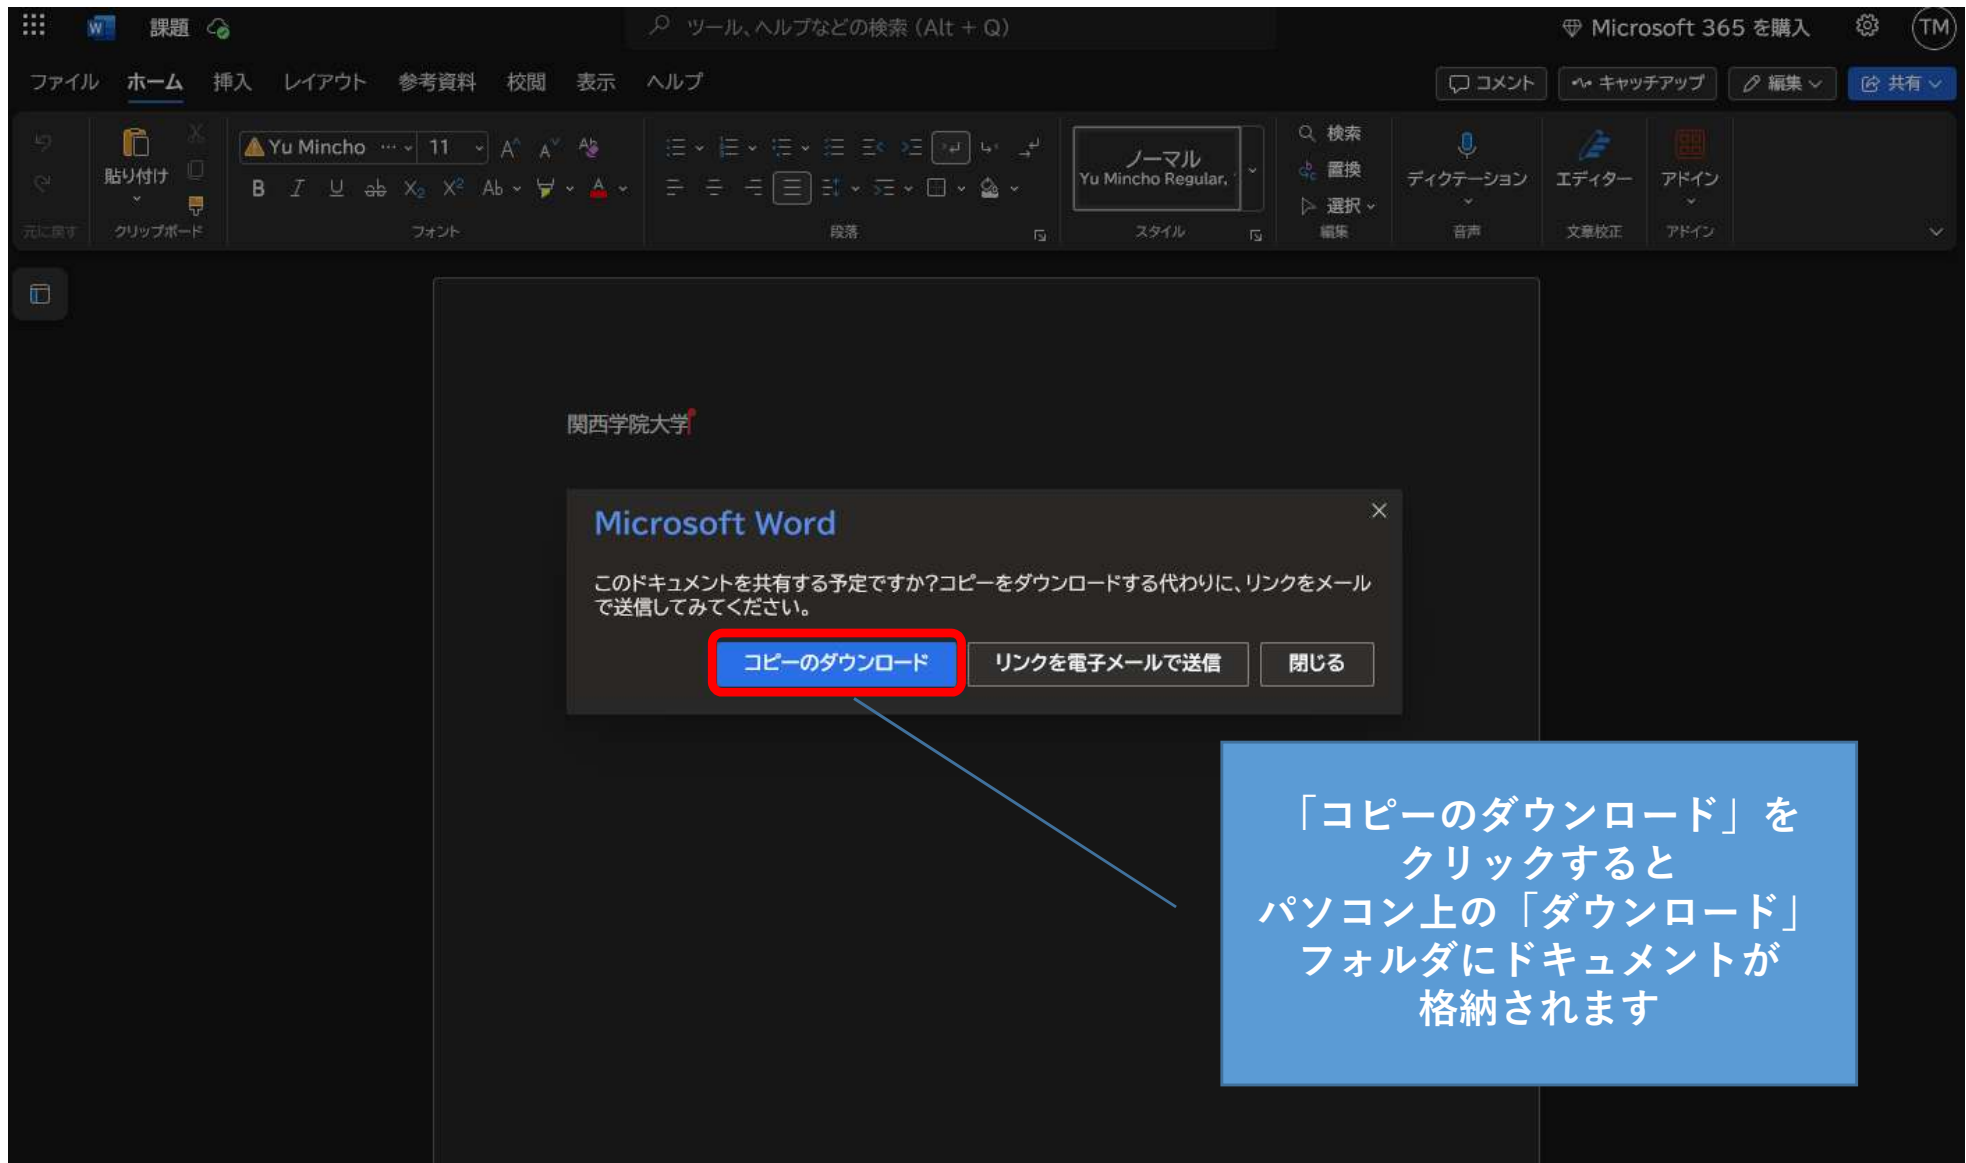 課題
ツール、ヘルプなどの検索 (Alt + Q)
Microsoft 365 を購入
TM
ファイル ホーム 挿入 レイアウト 参考資料 校閲 表示 ヘルプ
コメント キャッチアップ 編集 共有
貼り付け
Yu Mincho ... 11
ノーマル
Yu Mincho Regular,
検索
置換
選択
ディクテーション
エディター
アドイン
元に戻す クリップボード フォント 段落 スタイル 編集 音声 文章校正 アドイン
関西学院大学
Microsoft Word
このドキュメントを共有する予定ですか?コピーをダウンロードする代わりに、リンクをメール
で送信してみてください。
コピーのダウンロード リンクを電子メールで送信 閉じる
「コピーのダウンロード」を
クリックすると
パソコン上の「ダウンロード」
フォルダにドキュメントが
格納されます